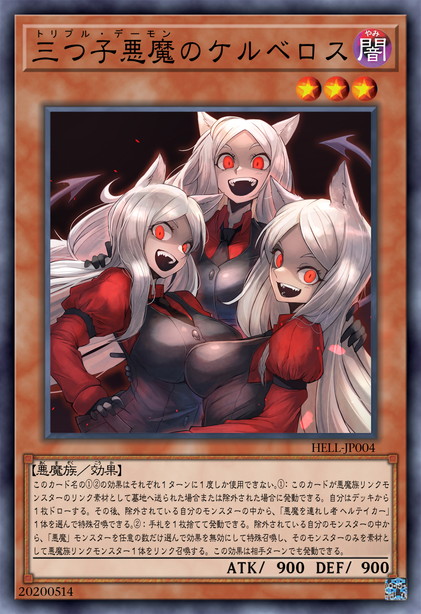 トリプル・デーモン
三つ子悪魔のケルベロス
やみ
闇
HELL-JP004
【悪魔族/効果】
このカード名の①②の効果はそれぞれ1ターンに1度しか使用できない。①:このカードが悪魔族リンクモ
ンスターのリンク素材として墓地へ送られた場合または除外された場合に発動できる。自分はデッキから
1枚ドローする。その後、除外されている自分のモンスターの中から、「悪魔を連れし者 ヘルテイカー」
1体を選んで特殊召喚できる。②:手札を1枚捨てて発動できる。除外されている自分のモンスターの中か
ら、「悪魔」モンスターを任意の数だけ選んで効果を無効にして特殊召喚し、そのモンスターのみを素材と
して悪魔族リンクモンスター1体をリンク召喚する。この効果は相手ターンでも発動できる。
ATK/ 900 DEF/ 900
20200514